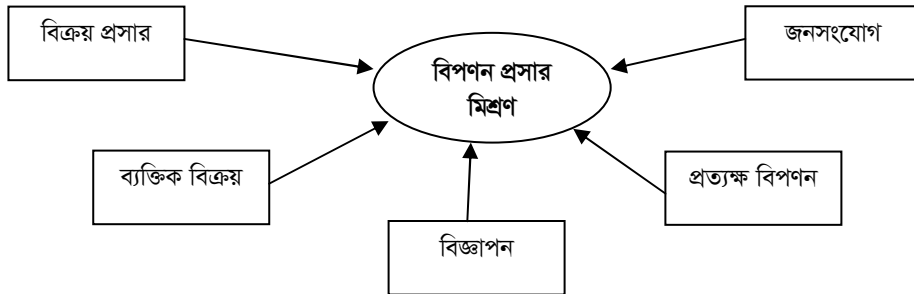 বিক্রয় প্রসার
জনসংযোগ
বিপণন প্রসার
মিশ্রণ
ব্যক্তিক বিক্রয়
প্রত্যক্ষ বিপণন
বিজ্ঞাপন